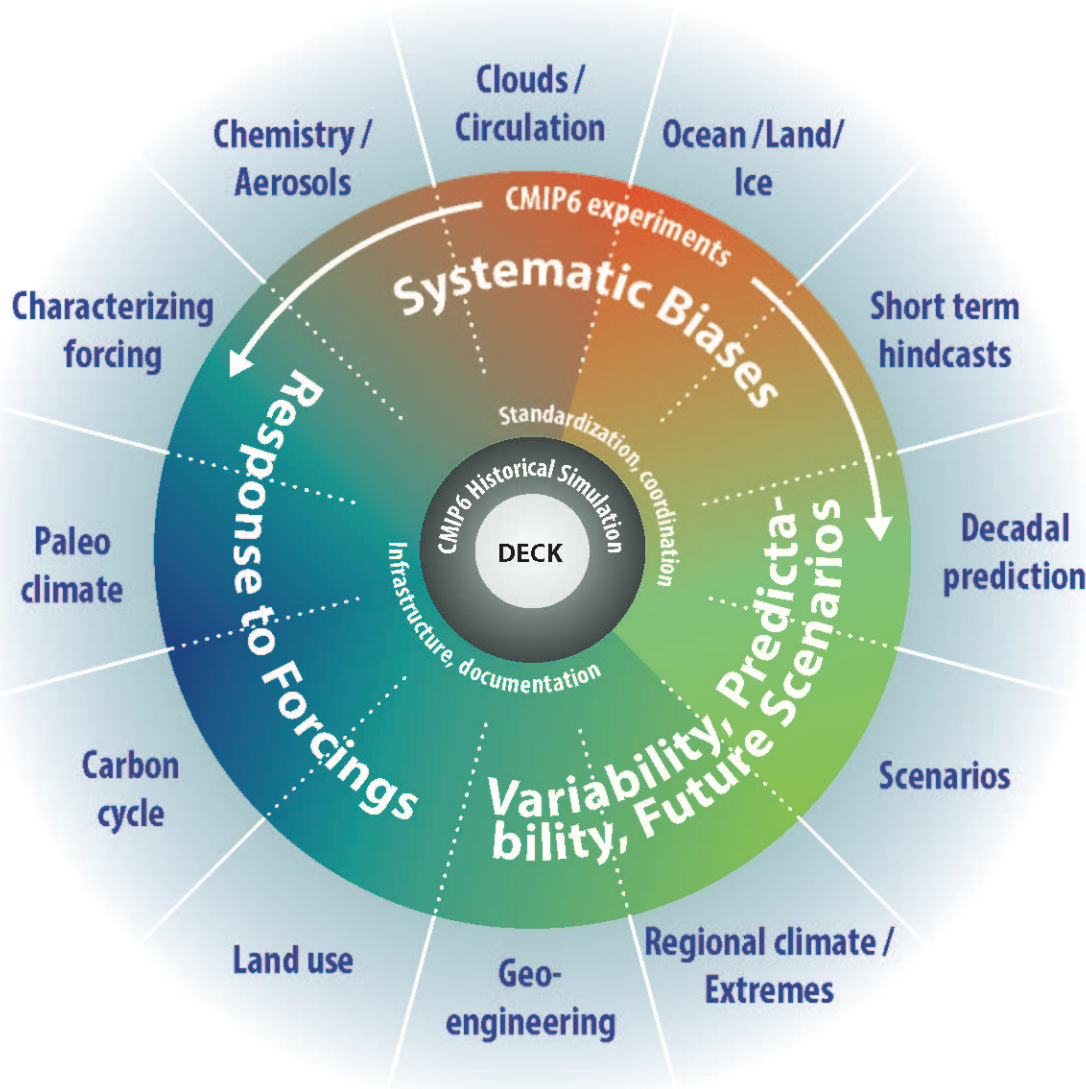 Clouds /
Circulation
Ocean /Land/
Ice
Short term
hindcasts
Decadal
prediction
Scenarios
Regional climate /
Extremes
Geo-
engineering
Land use
Carbon
cycle
Paleo
climate
Characterizing
forcing
Chemistry /
Aerosols
CMIP6 experiments
Systematic Biases
Variability, Predicta-
bility, Future Scenarios
Response to Forcings
Standardization, coordination
Infrastructure, documentation
CMIP6 Historical Simulation
DECK